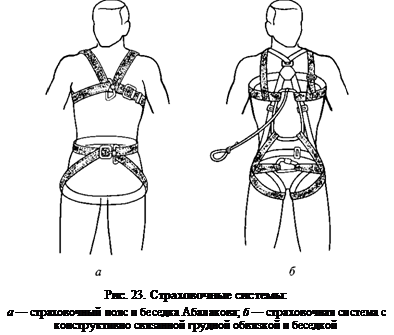 а б
Рис. 23. Страховочные системы:
а — страховочный пояс и беседка Абалакова; б — страховочная система с
конструктивно связанной грудной обвязкой и беседкой